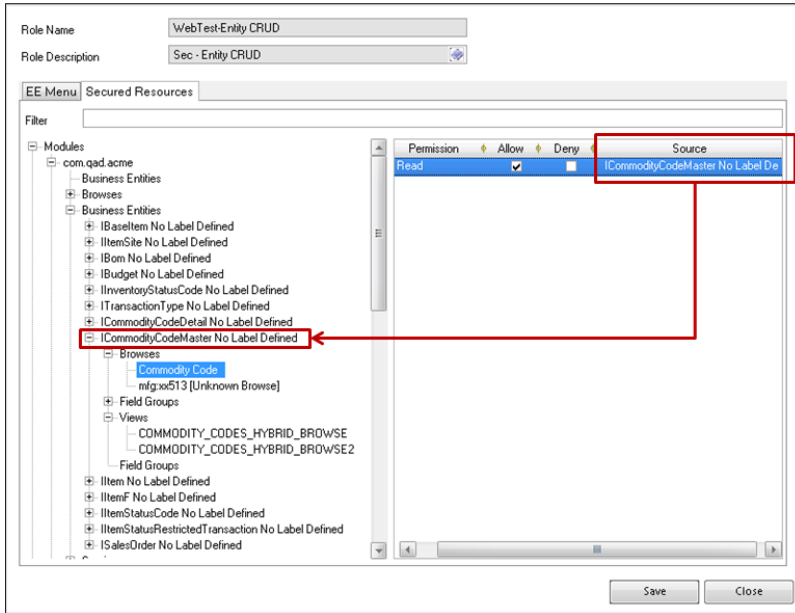 Role Name WebTest-Entity CRUD
Role Description Sec - Entity CRUD
EE Menu Secured Resources
Filter
Modules
com.qad.acme
Business Entities
Browses
Business Entities
IBaseItem No Label Defined
IItemSite No Label Defined
IBom No Label Defined
IBudget No Label Defined
IInventoryStatusCode No Label Defined
ITransactionType No Label Defined
ICommodityCodeDetail No Label Defined
ICommodityCodeMaster No Label Defined
Browses
Commodity Code
mfg:xx513 [Unknown Browse]
Field Groups
Views
COMMODITY_CODES_HYBRID_BROWSE
COMMODITY_CODES_HYBRID_BROWSE2
Field Groups
IItem No Label Defined
IItemF No Label Defined
IItemStatusCode No Label Defined
IItemStatusRestrictedTransaction No Label Defined
ISalesOrder No Label Defined
Permission Allow Deny Source
Read ICommodityCodeMaster No Label De
Save Close